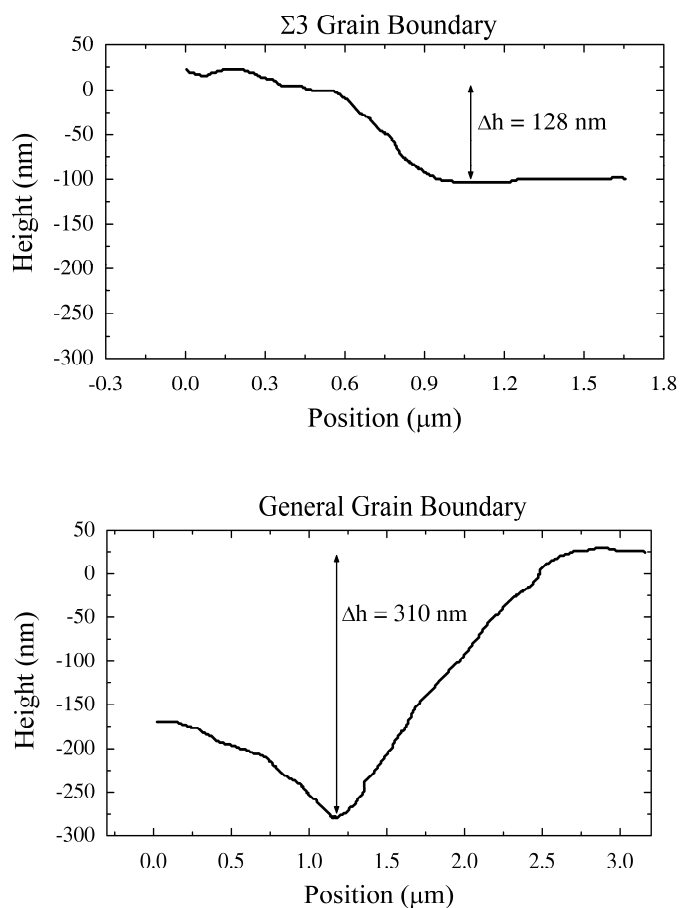 Σ3 Grain Boundary
50
0
-50
-100
-150
-200
-250
-300
Height (nm)
Δh = 128 nm
-0.3 0.0 0.3 0.6 0.9 1.2 1.5 1.8
Position (μm)
General Grain Boundary
50
0
-50
-100
-150
-200
-250
-300
Height (nm)
Δh = 310 nm
0.0 0.5 1.0 1.5 2.0 2.5 3.0
Position (μm)